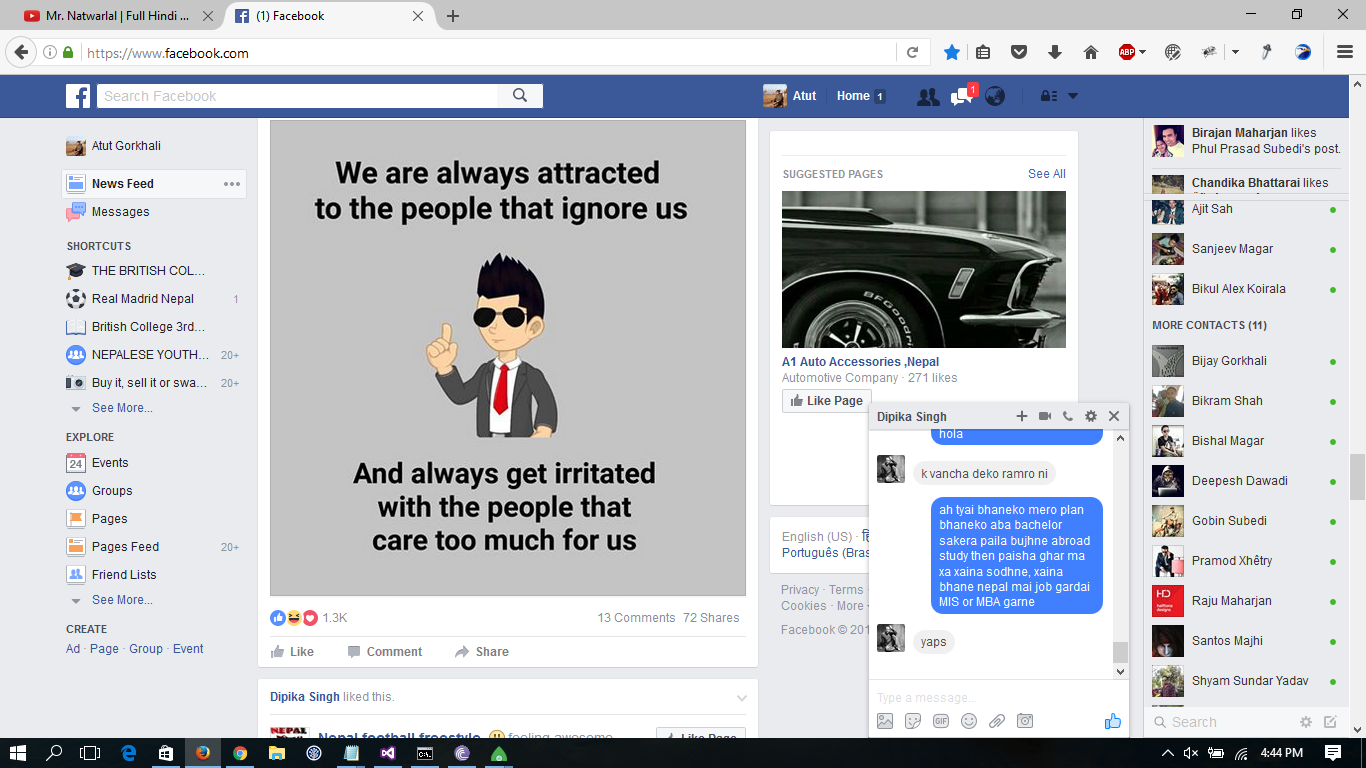 Mr. Natwarlal | Full Hindi ...
(1) Facebook
https://www.facebook.com
ABP
Search Facebook
Atut
Home 1
1
Atut Gorkhali
News Feed
Messages
SHORTCUTS
THE BRITISH COL...
Real Madrid Nepal 1
British College 3rd...
NEPALESE YOUTH... 20+
Buy it, sell it or swa... 20+
See More...
EXPLORE
24 Events
Groups
Pages
Pages Feed 20+
Friend Lists
See More...
CREATE
Ad · Page · Group · Event
We are always attracted
to the people that ignore us
And always get irritated
with the people that
care too much for us
1.3K
13 Comments 72 Shares
Like Comment Share
Dipika Singh liked this.
NEPAL
Nepal football freestyle feeling awesome
Like Page
SUGGESTED PAGES See All
BFGoodri
A1 Auto Accessories ,Nepal
Automotive Company · 271 likes
Like Page
English (US) ·
Português (Bras
Privacy · Terms
Cookies · More
Facebook © 201
Dipika Singh
hola
k vancha deko ramro ni
ah tyai bhaneko mero plan
bhaneko aba bachelor
sakera paila bujhne abroad
study then paisha ghar ma
xa xaina sodhne, xaina
bhane nepal mai job gardai
MIS or MBA garne
yaps
Type a message...
GIF
Birajan Maharjan likes
Phul Prasad Subedi's post.
Chandika Bhattarai likes
Ajit Sah
Sanjeev Magar
Bikul Alex Koirala
MORE CONTACTS (11)
Bijay Gorkhali
Bikram Shah
Bishal Magar
Deepesh Dawadi
Gobin Subedi
Pramod Xhêtry
HD
Raju Maharjan
Santos Majhi
Shyam Sundar Yadav
Search
4:44 PM